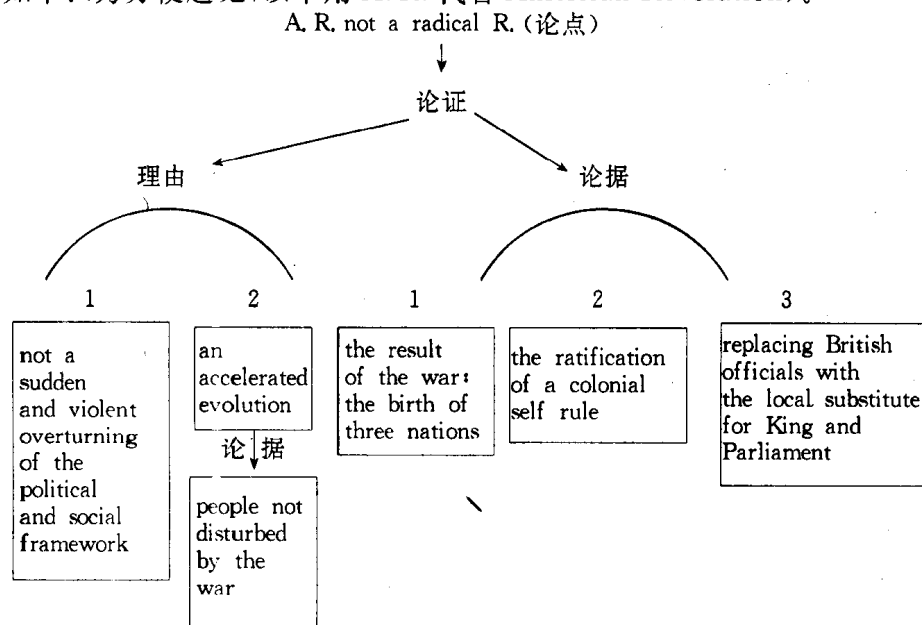 A. R. not a radical R. (论点)
论证
理由
论据
1
2
1
2
3
not a
sudden
and violent
overturning
of the
political
and social
framework
an
accelerated
evolution
论据
people not
disturbed
by the
war
the result
of the war:
the birth of
three nations
the ratification
of a colonial
self rule
replacing British
officials with
the local substitute
for King and
Parliament